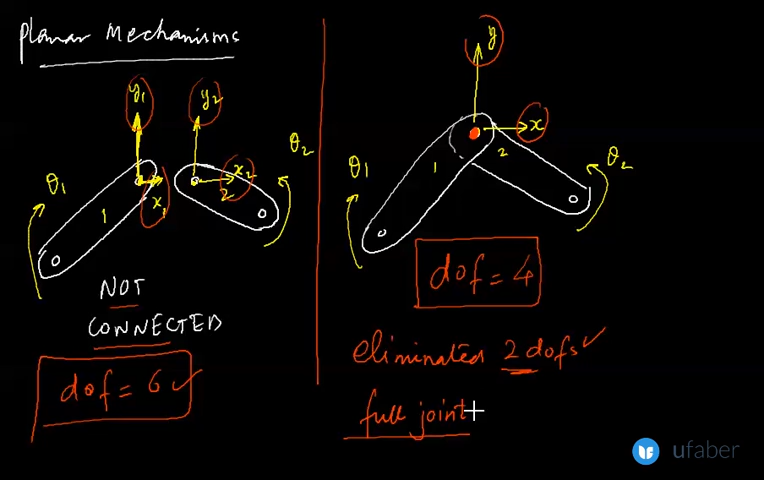 Planar Mechanisms
y1
y2
x1
x2
θ1
θ2
1
2
NOT
CONNECTED
dof = 6 ✓
y
x
θ1
θ2
1
2
dof = 4
eliminated 2 dofs ✓
full joint
ufaber